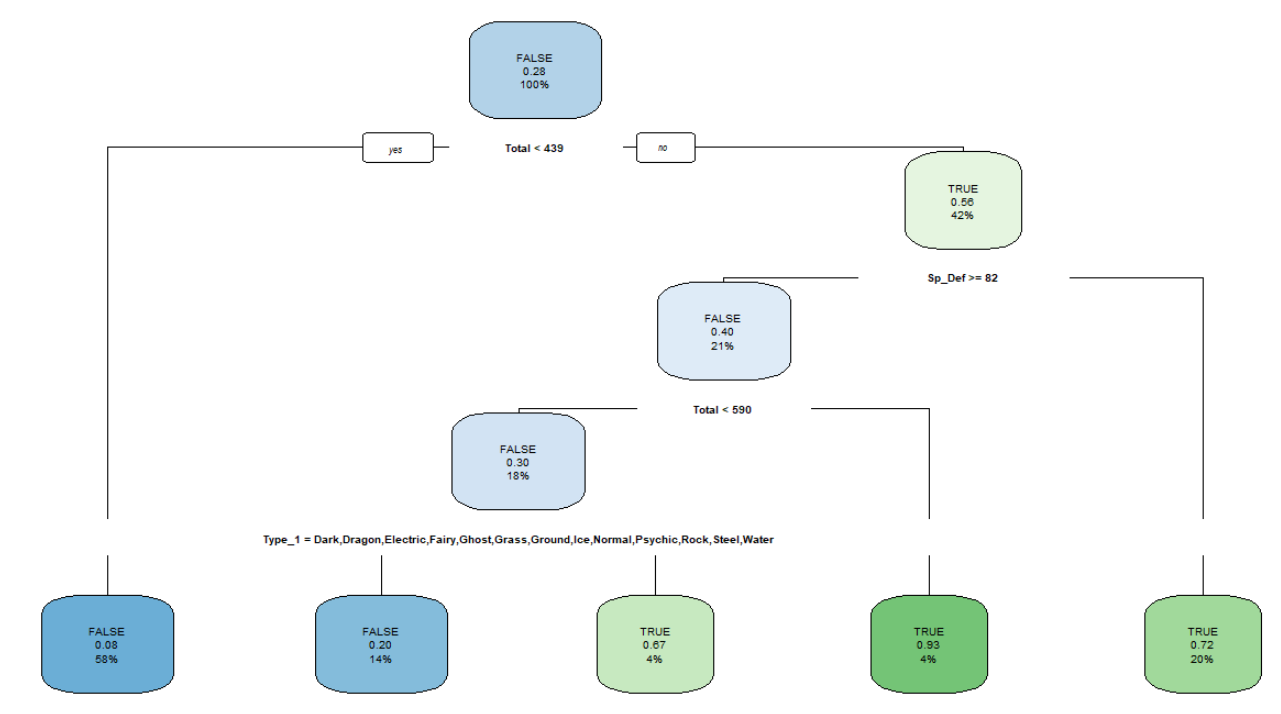 FALSE
0.28
100%
yes
Total < 439
no
TRUE
0.56
42%
Sp_Def >= 82
FALSE
0.40
21%
Total < 590
FALSE
0.30
18%
Type_1 = Dark,Dragon,Electric,Fairy,Ghost,Grass,Ground,Ice,Normal,Psychic,Rock,Steel,Water
FALSE
0.08
58%
FALSE
0.20
14%
TRUE
0.67
4%
TRUE
0.93
4%
TRUE
0.72
20%